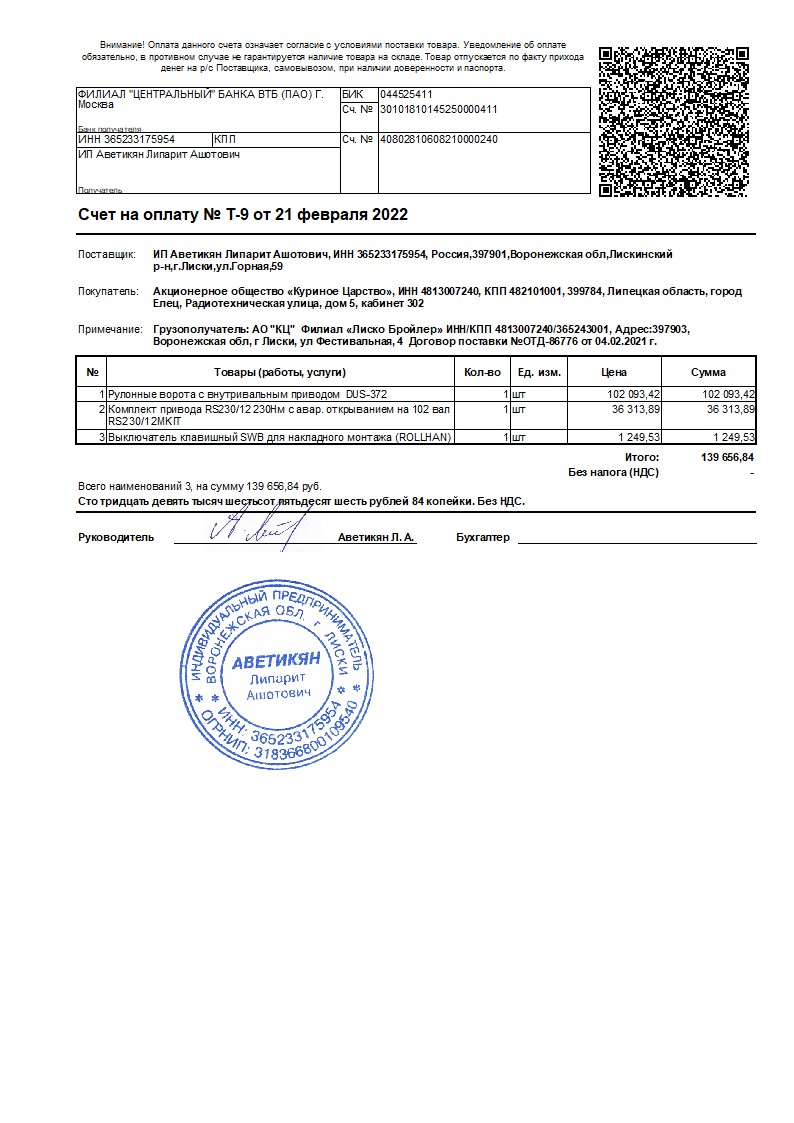 Внимание! Оплата данного счета означает согласие с условиями поставки товара. Уведомление об оплате
обязательно, в противном случае не гарантируется наличие товара на складе. Товар отпускается по факту прихода
денег на р/с Поставщика, самовывозом, при наличии доверенности и паспорта.
ФИЛИАЛ "ЦЕНТРАЛЬНЫЙ" БАНКА ВТБ (ПАО) Г.
Москва
БИК 044525411
Сч. № 30101810145250000411
Банк получателя
ИНН 365233175954 КПП Сч. № 40802810608210000240
ИП Аветикян Липарит Ашотович
Получатель
Счет на оплату № Т-9 от 21 февраля 2022
Поставщик: ИП Аветикян Липарит Ашотович, ИНН 365233175954, Россия,397901,Воронежская обл,Лискинский
р-н,г.Лиски,ул.Горная,59
Покупатель: Акционерное общество «Куриное Царство», ИНН 4813007240, КПП 482101001, 399784, Липецкая область, город
Елец, Радиотехническая улица, дом 5, кабинет 302
Примечание: Грузополучатель: АО "КЦ" Филиал «Лиско Бройлер» ИНН/КПП 4813007240/365243001, Адрес:397903,
Воронежская обл, г Лиски, ул Фестивальная, 4 Договор поставки №ОТД-86776 от 04.02.2021 г.
№ Товары (работы, услуги) Кол-во Ед. изм. Цена Сумма
1 Рулонные ворота с внутривальным приводом DUS-372 1 шт 102 093,42 102 093,42
2 Комплект привода RS230/12 230Нм с авар. открыванием на 102 вал 1 шт 36 313,89 36 313,89
RS230/12MKIT
3 Выключатель клавишный SWB для накладного монтажа (ROLLHAN) 1 шт 1 249,53 1 249,53
Итого: 139 656,84
Без налога (НДС) -
Всего наименований 3, на сумму 139 656,84 руб.
Сто тридцать девять тысяч шестьсот пятьдесят шесть рублей 84 копейки. Без НДС.
Руководитель Аветикян Л. А. Бухгалтер
ИНДИВИДУАЛЬНЫЙ ПРЕДПРИНИМАТЕЛЬ
ВОРОНЕЖСКАЯ ОБЛ. г ЛИСКИ
АВЕТИКЯН
Липарит
Ашотович
ИНН: 365233175954
ОГРНИП: 318366800109540